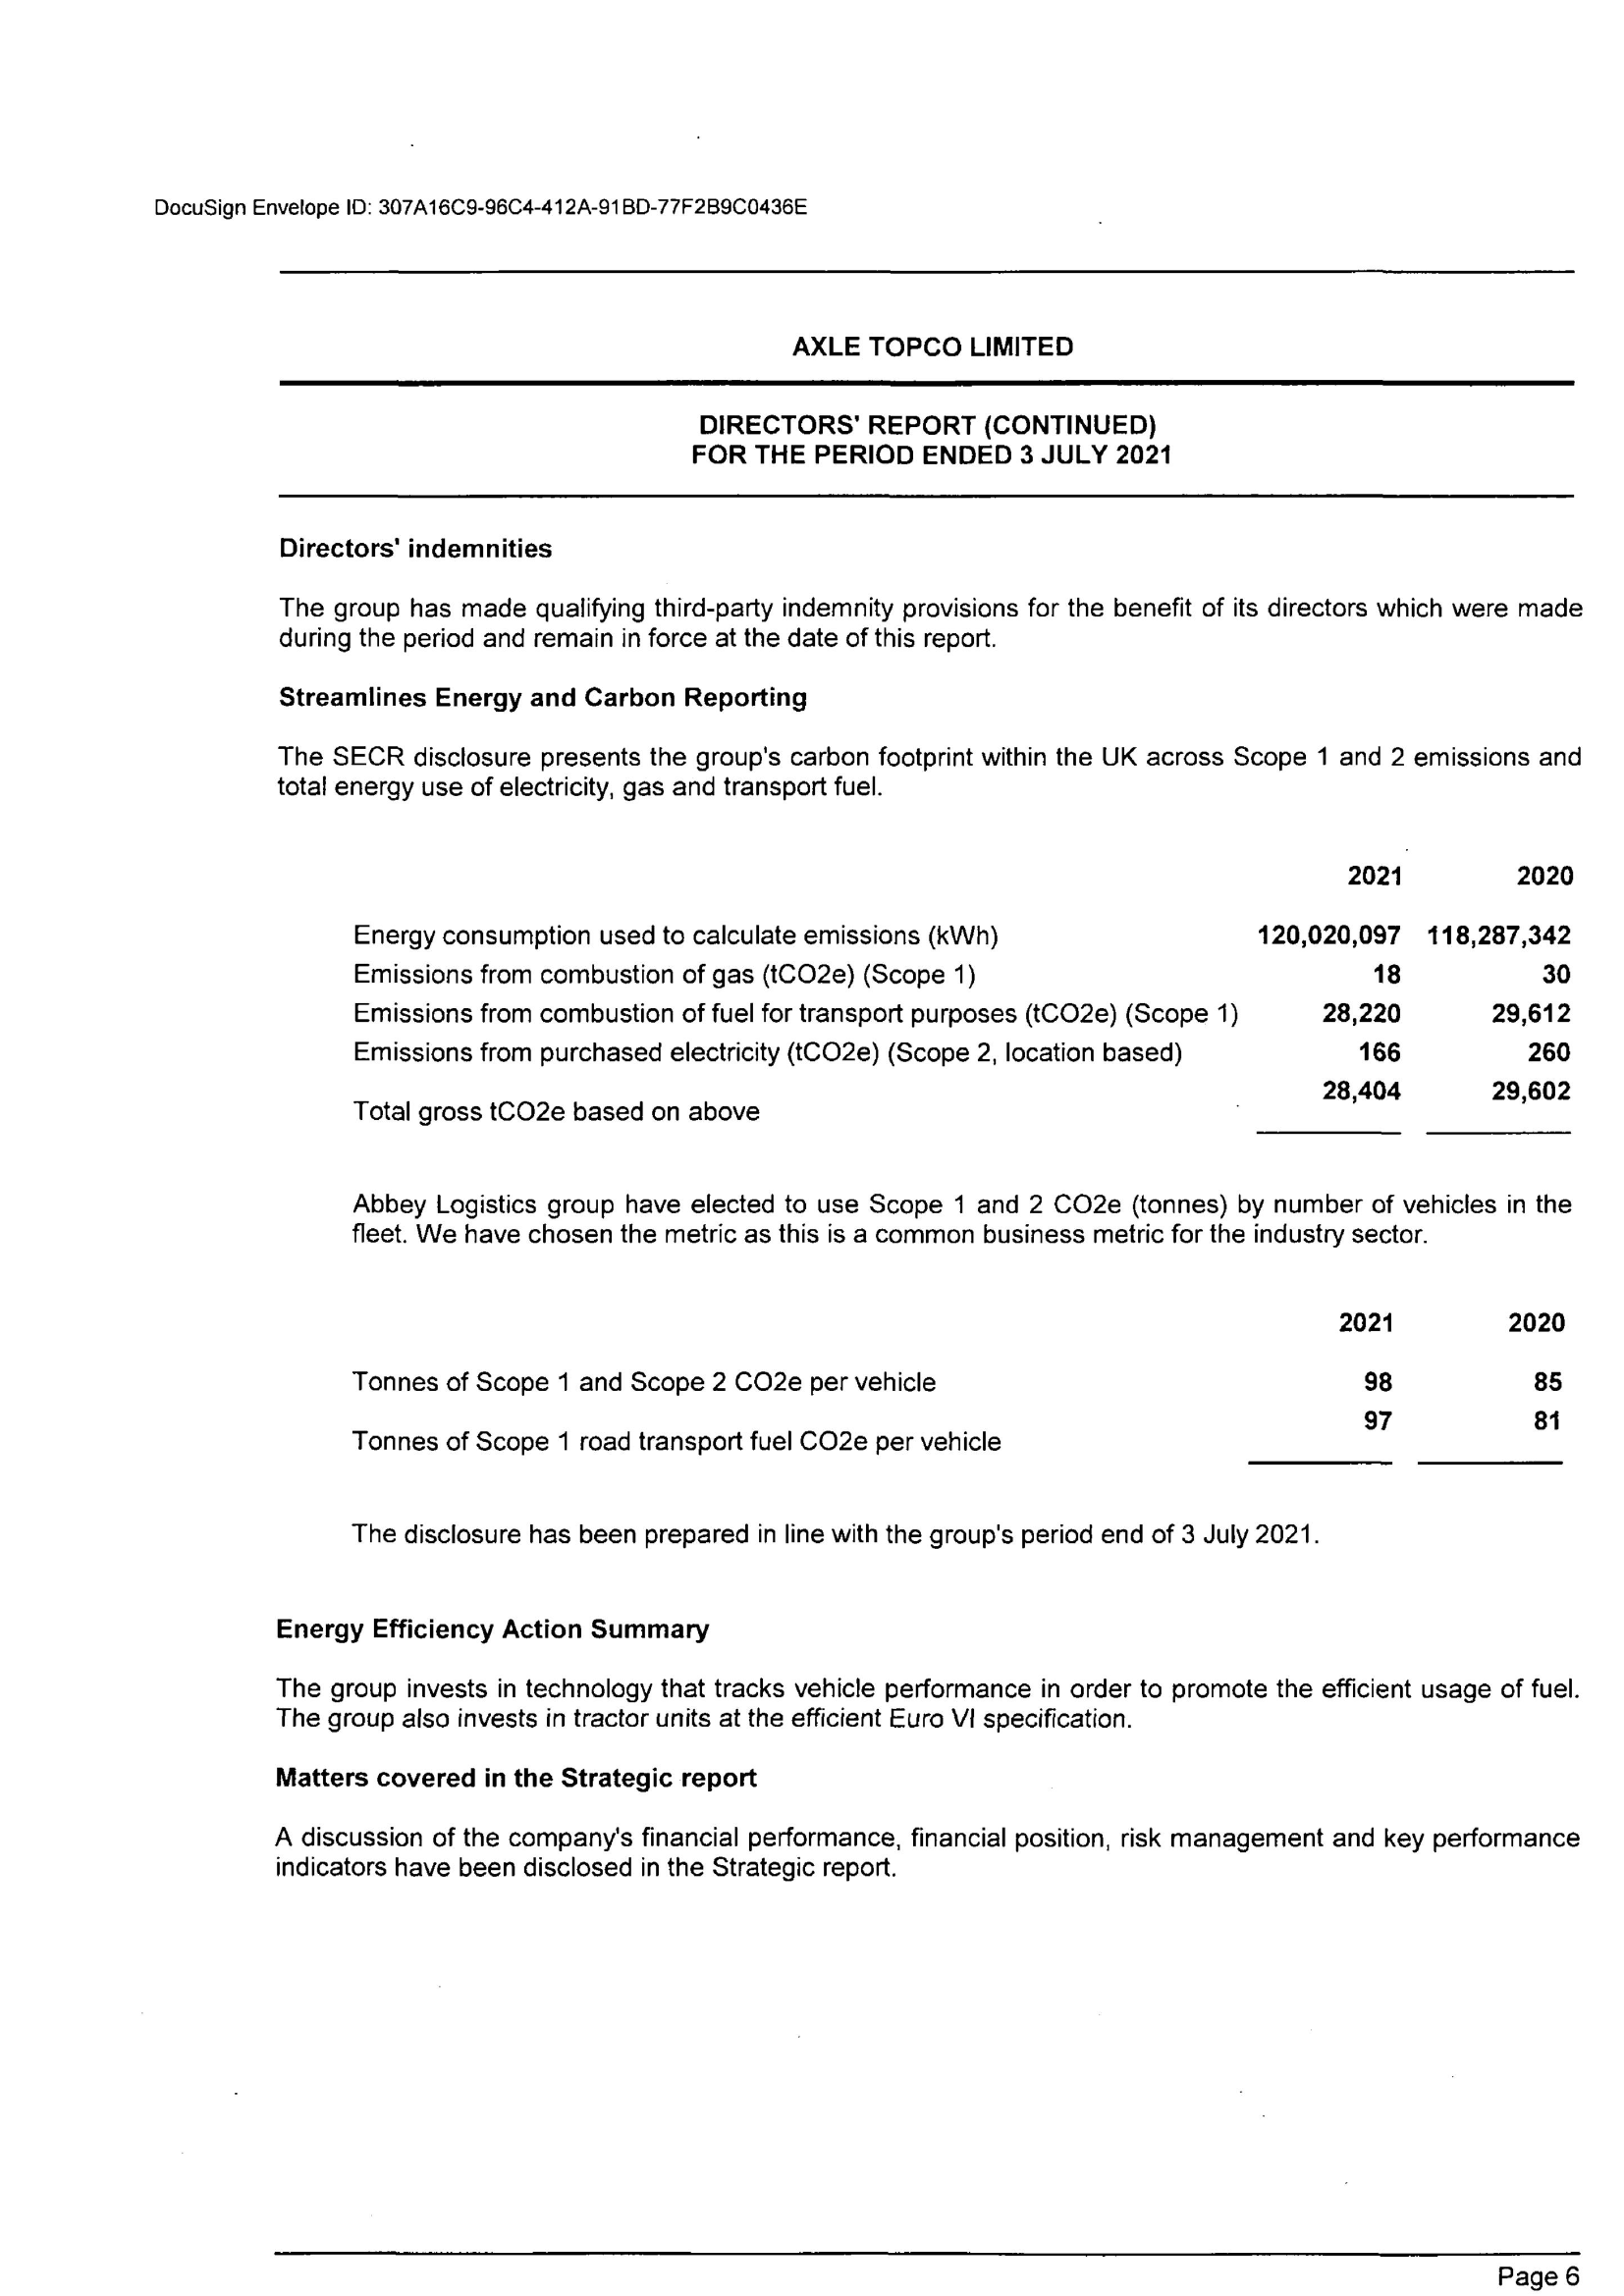 DocuSign Envelope ID: 307A16C9-96C4-412A-91BD-77F2B9C0436E
AXLE TOPCO LIMITED
DIRECTORS' REPORT (CONTINUED)
FOR THE PERIOD ENDED 3 JULY 2021
Directors' indemnities
The group has made qualifying third-party indemnity provisions for the benefit of its directors which were made
during the period and remain in force at the date of this report.
Streamlines Energy and Carbon Reporting
The SECR disclosure presents the group's carbon footprint within the UK across Scope 1 and 2 emissions and
total energy use of electricity, gas and transport fuel.
2021 2020
Energy consumption used to calculate emissions (kWh) 120,020,097 118,287,342
Emissions from combustion of gas (tCO2e) (Scope 1) 18 30
Emissions from combustion of fuel for transport purposes (tCO2e) (Scope 1) 28,220 29,612
Emissions from purchased electricity (tCO2e) (Scope 2, location based) 166 260
Total gross tCO2e based on above 28,404 29,602
Abbey Logistics group have elected to use Scope 1 and 2 CO2e (tonnes) by number of vehicles in the
fleet. We have chosen the metric as this is a common business metric for the industry sector.
2021 2020
Tonnes of Scope 1 and Scope 2 CO2e per vehicle 98 85
Tonnes of Scope 1 road transport fuel CO2e per vehicle 97 81
The disclosure has been prepared in line with the group's period end of 3 July 2021.
Energy Efficiency Action Summary
The group invests in technology that tracks vehicle performance in order to promote the efficient usage of fuel.
The group also invests in tractor units at the efficient Euro VI specification.
Matters covered in the Strategic report
A discussion of the company's financial performance, financial position, risk management and key performance
indicators have been disclosed in the Strategic report.
Page 6